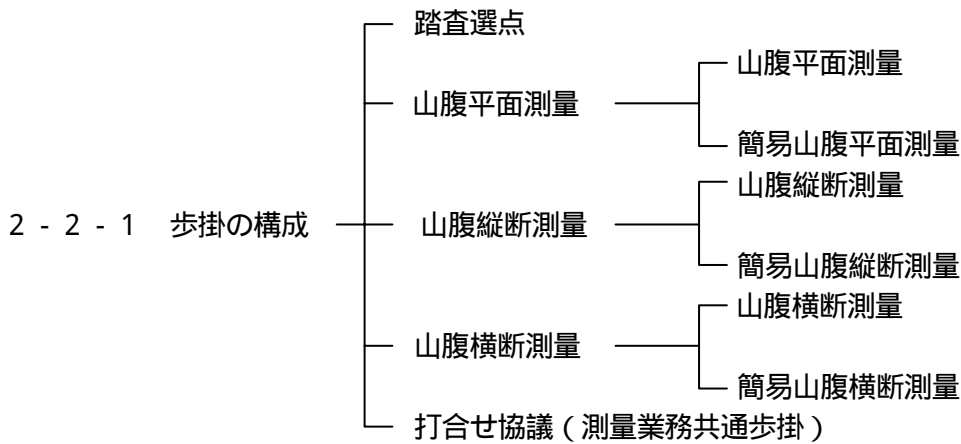 踏査選点
山腹平面測量
山腹平面測量
簡易山腹平面測量
2-2-1 歩掛の構成
山腹縦断測量
山腹縦断測量
簡易山腹縦断測量
山腹横断測量
山腹横断測量
簡易山腹横断測量
打合せ協議(測量業務共通歩掛)